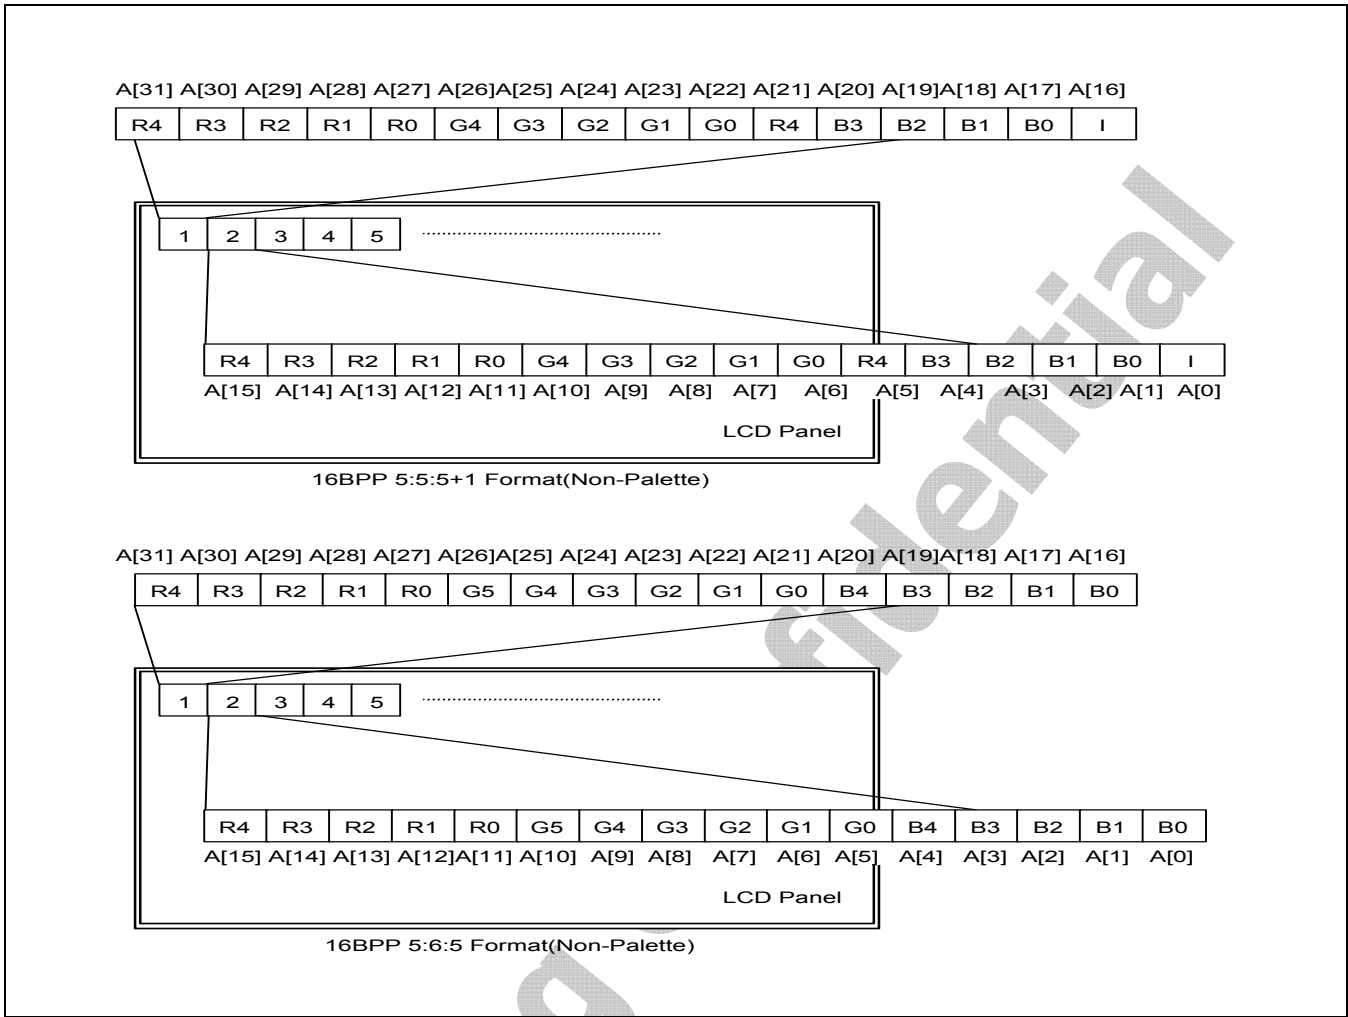 A[31] A[30] A[29] A[28] A[27] A[26]A[25] A[24] A[23] A[22] A[21] A[20] A[19]A[18] A[17] A[16]
R4 R3 R2 R1 R0 G4 G3 G2 G1 G0 R4 B3 B2 B1 B0 I
1 2 3 4 5
R4 R3 R2 R1 R0 G4 G3 G2 G1 G0 R4 B3 B2 B1 B0 I
A[15] A[14] A[13] A[12] A[11] A[10] A[9] A[8] A[7] A[6] A[5] A[4] A[3] A[2] A[1] A[0]
LCD Panel
16BPP 5:5:5+1 Format(Non-Palette)
A[31] A[30] A[29] A[28] A[27] A[26]A[25] A[24] A[23] A[22] A[21] A[20] A[19]A[18] A[17] A[16]
R4 R3 R2 R1 R0 G5 G4 G3 G2 G1 G0 B4 B3 B2 B1 B0
1 2 3 4 5
R4 R3 R2 R1 R0 G5 G4 G3 G2 G1 G0 B4 B3 B2 B1 B0
A[15] A[14] A[13] A[12]A[11] A[10] A[9] A[8] A[7] A[6] A[5] A[4] A[3] A[2] A[1] A[0]
LCD Panel
16BPP 5:6:5 Format(Non-Palette)